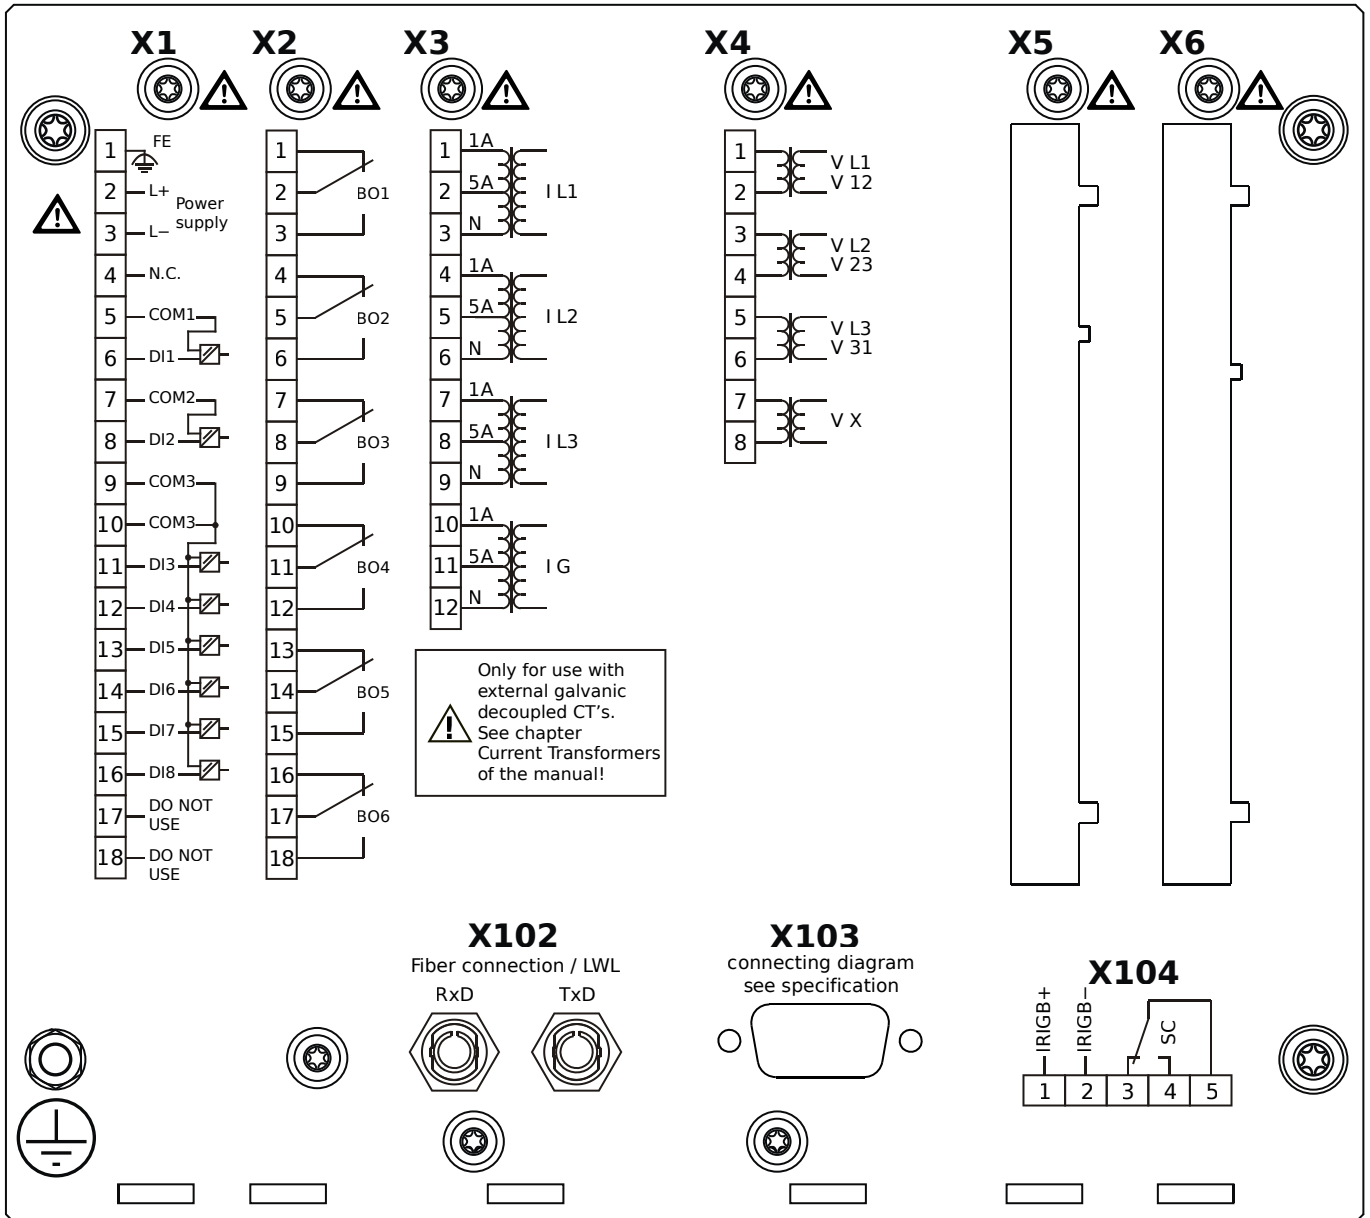 X1
X2
X3
X4
X5
X6
1 FE
2 L+
Power
supply
3 L−
4 N.C.
5 COM1
6 DI1
7 COM2
8 DI2
9 COM3
10 COM3
11 DI3
12 DI4
13 DI5
14 DI6
15 DI7
16 DI8
17 DO NOT
USE
18 DO NOT
USE
1
2 BO1
3
4
5 BO2
6
7
8 BO3
9
10
11 BO4
12
13
14 BO5
15
16
17 BO6
18
1 1A
2 5A I L1
3 N
4 1A
5 5A I L2
6 N
7 1A
8 5A I L3
9 N
10 1A
11 5A I G
12 N
Only for use with
external galvanic
decoupled CT's.
See chapter
Current Transformers
of the manual!
1 V L1
2 V 12
3 V L2
4 V 23
5 V L3
6 V 31
7 V X
8
X102
Fiber connection / LWL
RxD
TxD
X103
connecting diagram
see specification
X104
IRIGB+
IRIGB−
SC
1 2 3 4 5